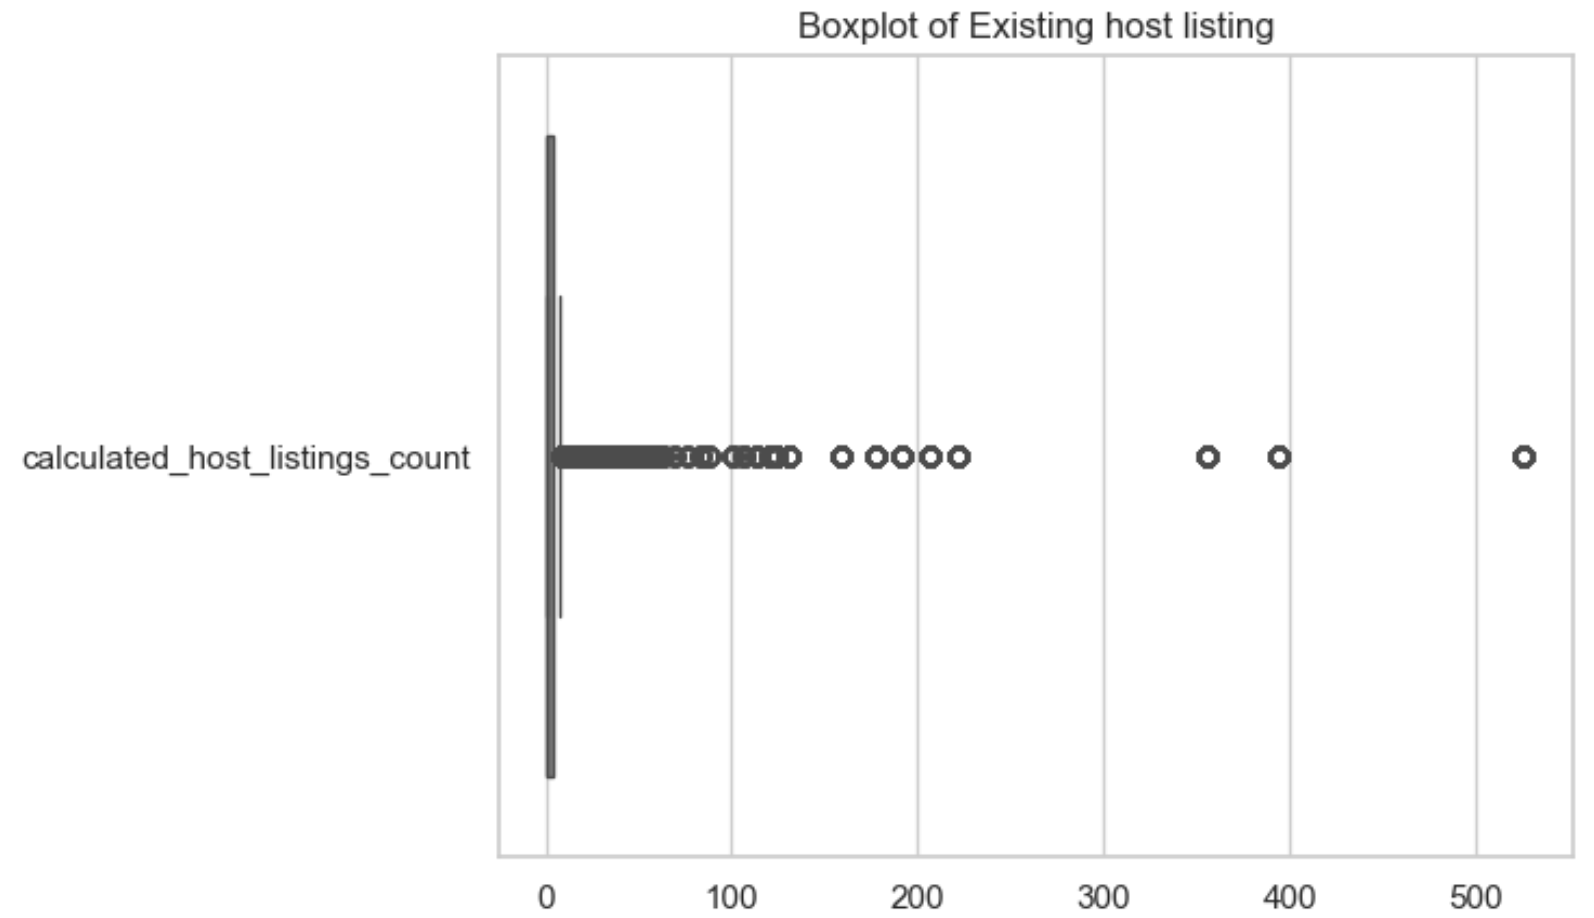 Boxplot of Existing host listing
calculated_host_listings_count
0 100 200 300 400 500